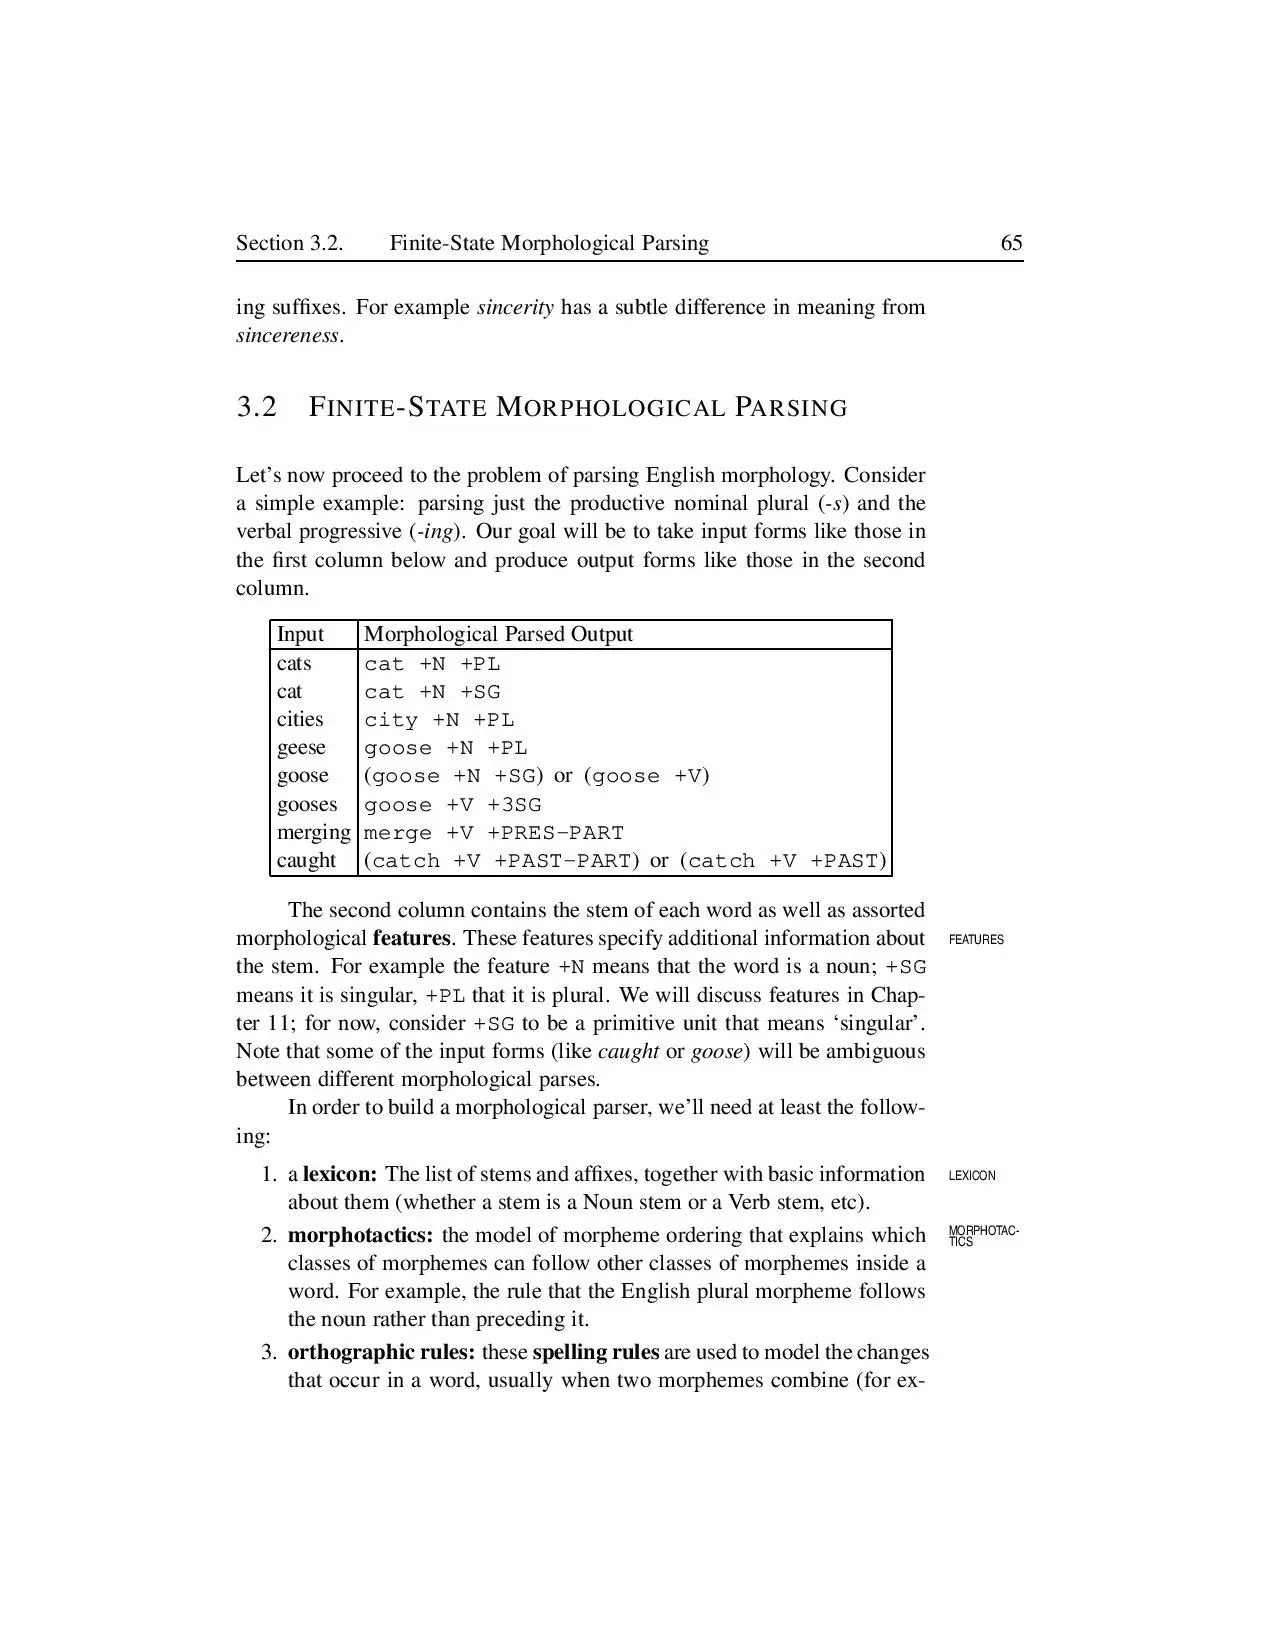 Section 3.2. Finite-State Morphological Parsing 65
ing suffixes. For example sincerity has a subtle difference in meaning from
sincereness.
3.2 FINITE-STATE MORPHOLOGICAL PARSING
Let's now proceed to the problem of parsing English morphology. Consider
a simple example: parsing just the productive nominal plural (-s) and the
verbal progressive (-ing). Our goal will be to take input forms like those in
the first column below and produce output forms like those in the second
column.
Input Morphological Parsed Output
cats cat +N +PL
cat cat +N +SG
cities city +N +PL
geese goose +N +PL
goose (goose +N +SG) or (goose +V)
gooses goose +V +3SG
merging merge +V +PRES-PART
caught (catch +V +PAST-PART) or (catch +V +PAST)
The second column contains the stem of each word as well as assorted
morphological features. These features specify additional information about FEATURES
the stem. For example the feature +N means that the word is a noun; +SG
means it is singular, +PL that it is plural. We will discuss features in Chap-
ter 11; for now, consider +SG to be a primitive unit that means 'singular'.
Note that some of the input forms (like caught or goose) will be ambiguous
between different morphological parses.
In order to build a morphological parser, we'll need at least the follow-
ing:
1. a lexicon: The list of stems and affixes, together with basic information LEXICON
about them (whether a stem is a Noun stem or a Verb stem, etc).
2. morphotactics: the model of morpheme ordering that explains which MORPHOTAC-
TICS
classes of morphemes can follow other classes of morphemes inside a
word. For example, the rule that the English plural morpheme follows
the noun rather than preceding it.
3. orthographic rules: these spelling rules are used to model the changes
that occur in a word, usually when two morphemes combine (for ex-